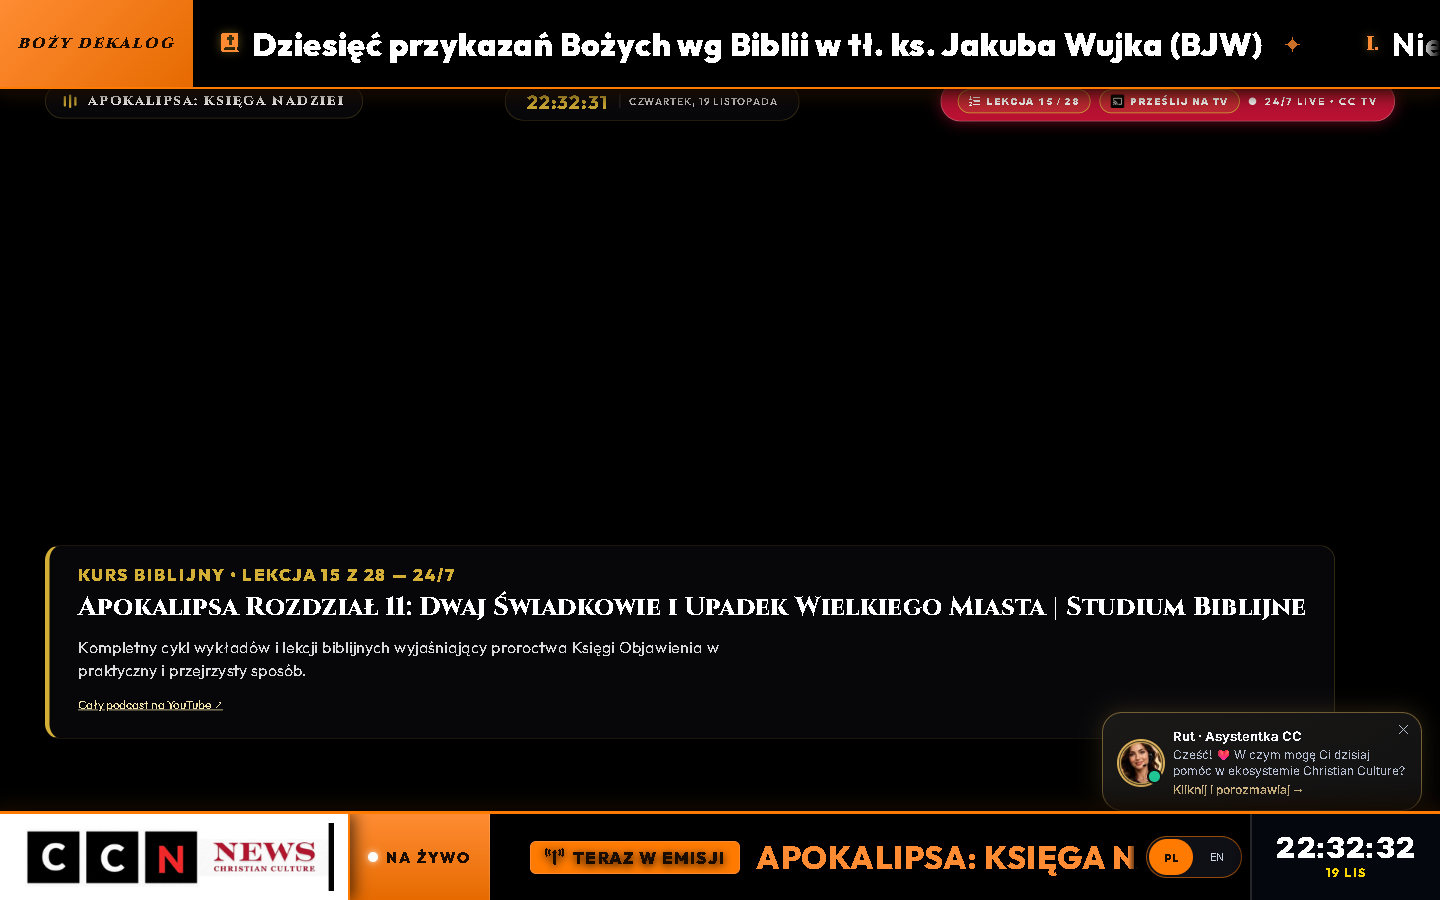 BOŻY DEKALOG
Dziesięć przykazań Bożych wg Biblii w tł. ks. Jakuba Wujka (BJW) ✦ I. Nie
APOKALIPSA: KSIĘGA NADZIEI
22:32:31 CZWARTEK, 19 LISTOPADA
LEKCJA 15 / 28 PRZEŚLIJ NA TV 24/7 LIVE • CC TV
KURS BIBLIJNY • LEKCJA 15 Z 28 — 24/7
Apokalipsa Rozdział 11: Dwaj Świadkowie i Upadek Wielkiego Miasta | Studium Biblijne
Kompletny cykl wykładów i lekcji biblijnych wyjaśniający proroctwa Księgi Objawienia w
praktyczny i przejrzysty sposób.
Cały podcast na YouTube ↗
Rut · Asystentka CC
Cześć! 💗 W czym mogę Ci dzisiaj
pomóc w ekosystemie Christian Culture?
Kliknij i porozmawiaj →
CCN NEWS
CHRISTIAN CULTURE
NA ŻYWO
TERAZ W EMISJI
APOKALIPSA: KSIĘGA N
PL EN
22:32:32
19 LIS